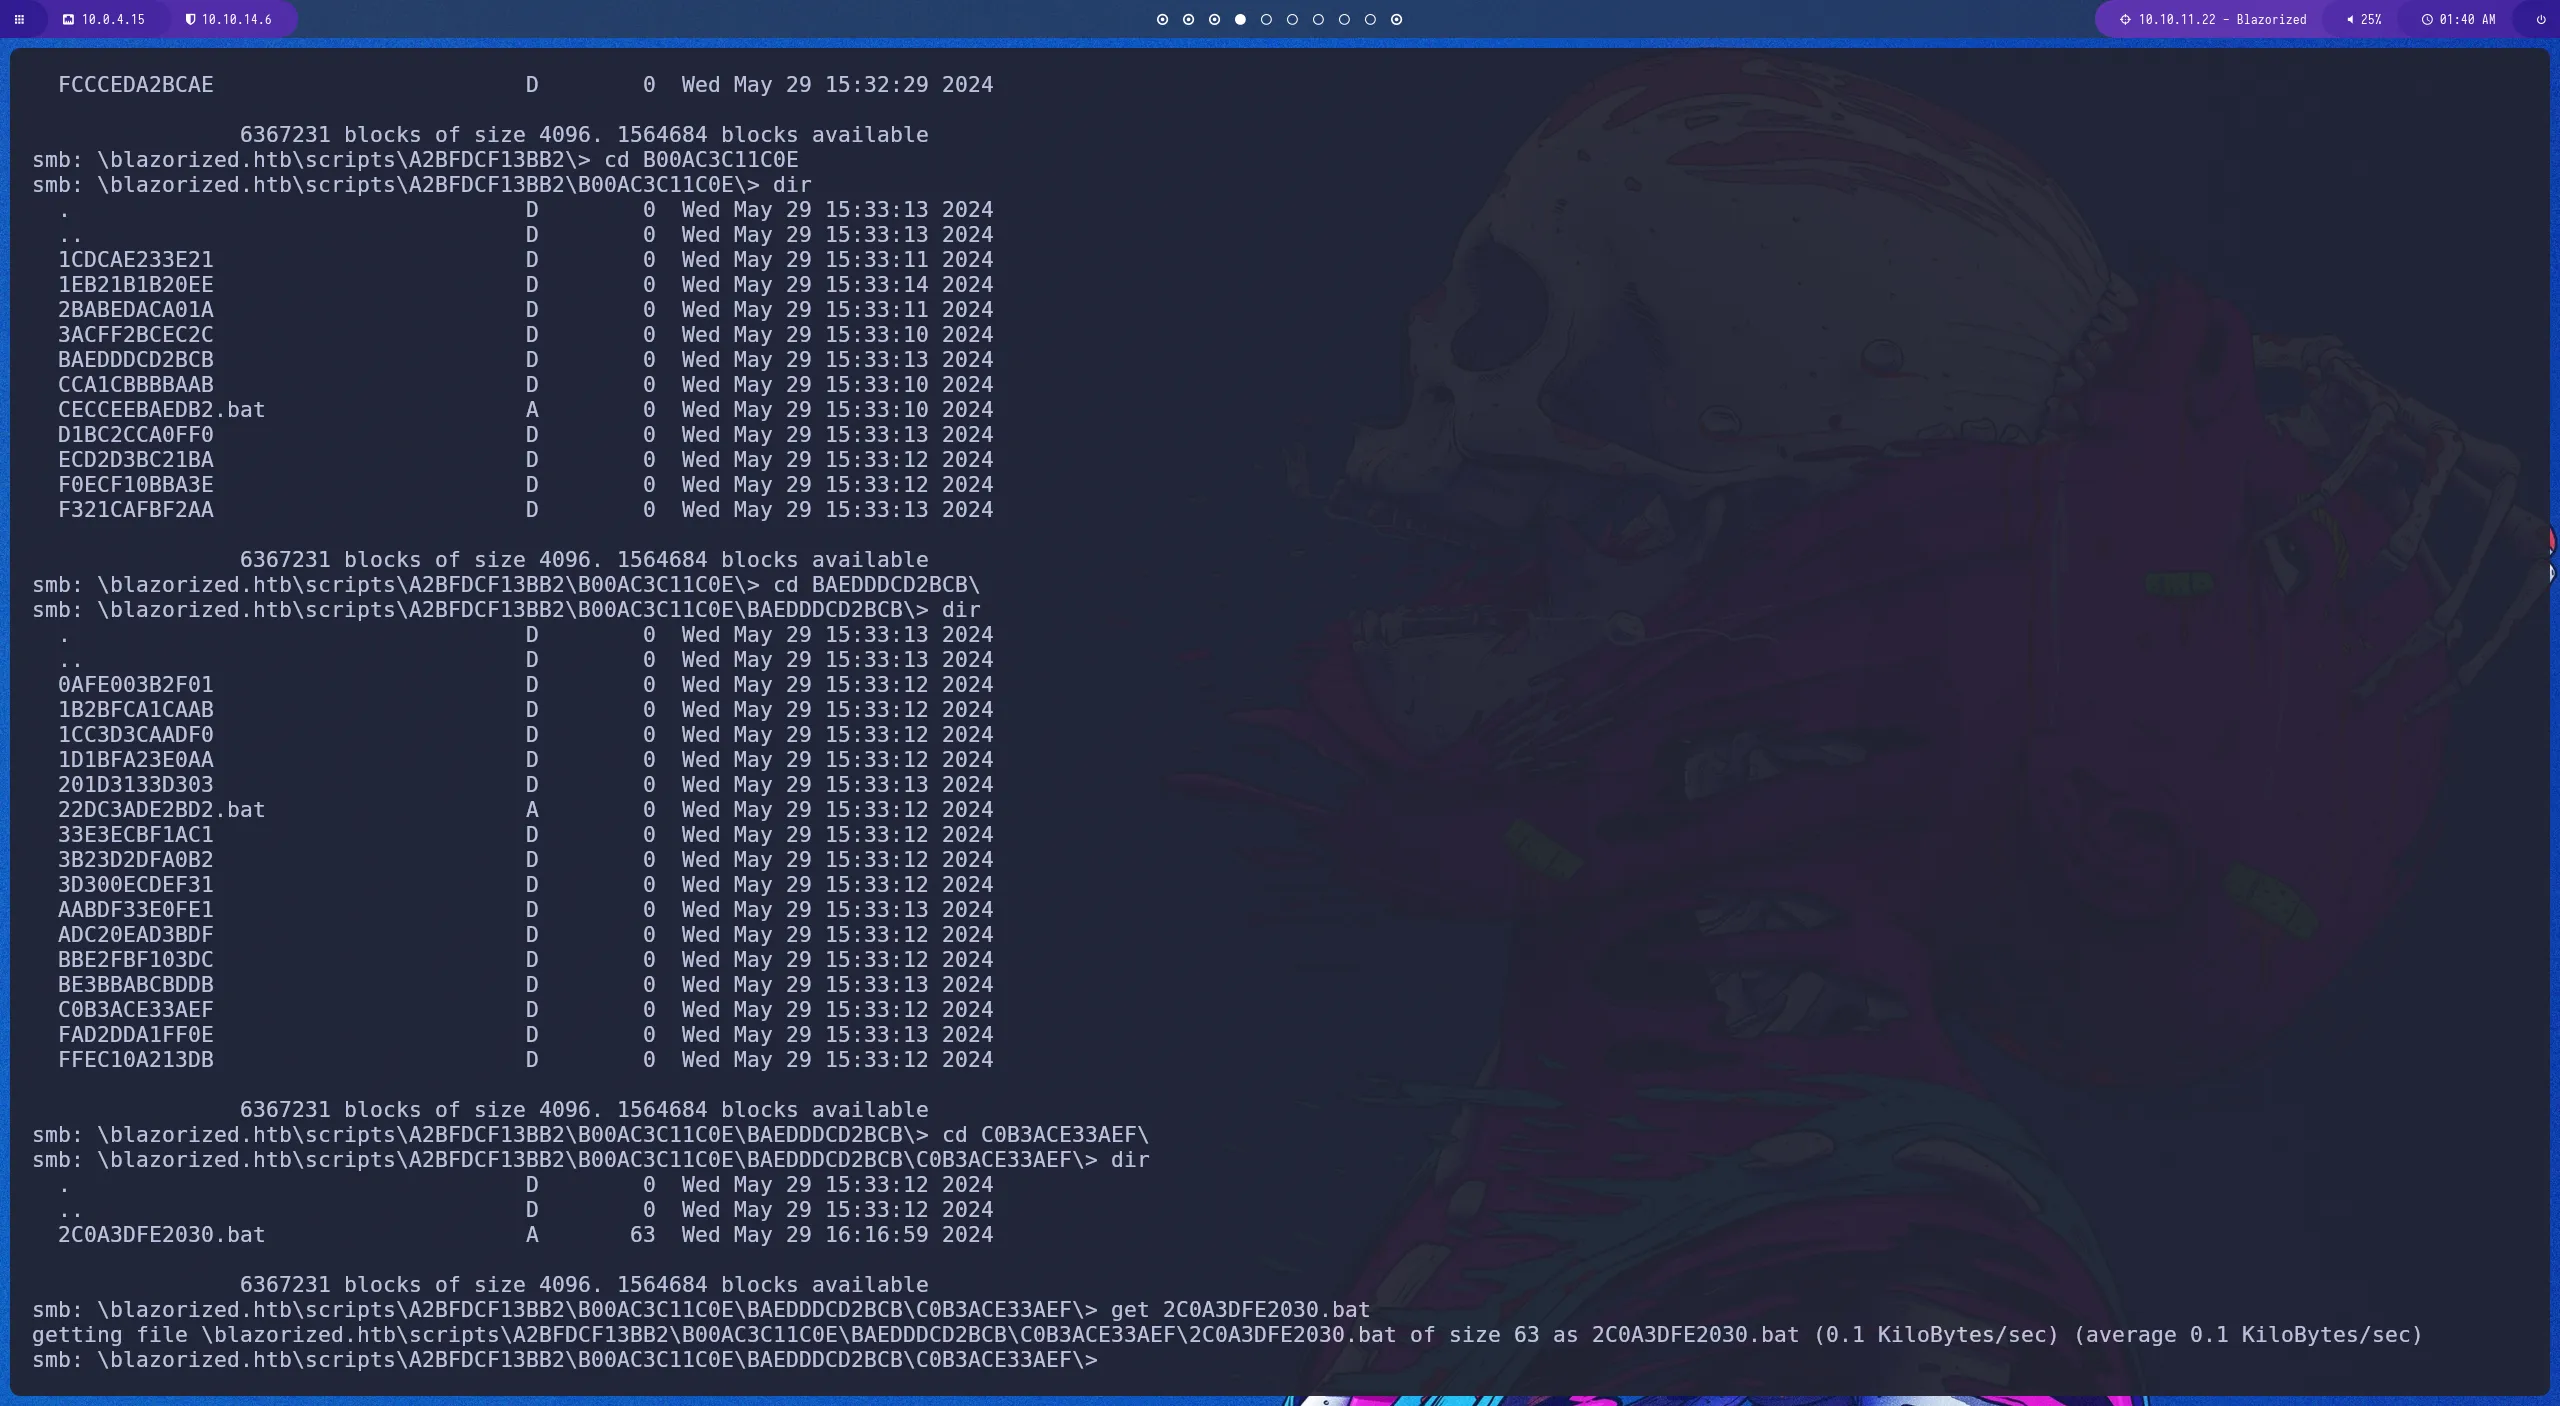 10.0.4.15 10.10.14.6 10.10.11.22 - Blazorized 25% 01:40 AM
FCCCEDA2BCAE D 0 Wed May 29 15:32:29 2024
6367231 blocks of size 4096. 1564684 blocks available
smb: \blazorized.htb\scripts\A2BFDCF13BB2\> cd B00AC3C11C0E
smb: \blazorized.htb\scripts\A2BFDCF13BB2\B00AC3C11C0E\> dir
. D 0 Wed May 29 15:33:13 2024
.. D 0 Wed May 29 15:33:13 2024
1CDCAE233E21 D 0 Wed May 29 15:33:11 2024
1EB21B1B20EE D 0 Wed May 29 15:33:14 2024
2BABEDACA01A D 0 Wed May 29 15:33:11 2024
3ACFF2BCEC2C D 0 Wed May 29 15:33:10 2024
BAEDDDCD2BCB D 0 Wed May 29 15:33:13 2024
CCA1CBBBBAAB D 0 Wed May 29 15:33:10 2024
CECCEEBAEDB2.bat A 0 Wed May 29 15:33:10 2024
D1BC2CCA0FF0 D 0 Wed May 29 15:33:13 2024
ECD2D3BC21BA D 0 Wed May 29 15:33:12 2024
F0ECF10BBA3E D 0 Wed May 29 15:33:12 2024
F321CAFBF2AA D 0 Wed May 29 15:33:13 2024
6367231 blocks of size 4096. 1564684 blocks available
smb: \blazorized.htb\scripts\A2BFDCF13BB2\B00AC3C11C0E\> cd BAEDDDCD2BCB\
smb: \blazorized.htb\scripts\A2BFDCF13BB2\B00AC3C11C0E\BAEDDDCD2BCB\> dir
. D 0 Wed May 29 15:33:13 2024
.. D 0 Wed May 29 15:33:13 2024
0AFE003B2F01 D 0 Wed May 29 15:33:12 2024
1B2BFCA1CAAB D 0 Wed May 29 15:33:12 2024
1CC3D3CAADF0 D 0 Wed May 29 15:33:12 2024
1D1BFA23E0AA D 0 Wed May 29 15:33:12 2024
201D3133D303 D 0 Wed May 29 15:33:13 2024
22DC3ADE2BD2.bat A 0 Wed May 29 15:33:12 2024
33E3ECBF1AC1 D 0 Wed May 29 15:33:12 2024
3B23D2DFA0B2 D 0 Wed May 29 15:33:12 2024
3D300ECDEF31 D 0 Wed May 29 15:33:12 2024
AABDF33E0FE1 D 0 Wed May 29 15:33:13 2024
ADC20EAD3BDF D 0 Wed May 29 15:33:12 2024
BBE2FBF103DC D 0 Wed May 29 15:33:12 2024
BE3BBABCBDDB D 0 Wed May 29 15:33:13 2024
C0B3ACE33AEF D 0 Wed May 29 15:33:12 2024
FAD2DDA1FF0E D 0 Wed May 29 15:33:13 2024
FFEC10A213DB D 0 Wed May 29 15:33:12 2024
6367231 blocks of size 4096. 1564684 blocks available
smb: \blazorized.htb\scripts\A2BFDCF13BB2\B00AC3C11C0E\BAEDDDCD2BCB\> cd C0B3ACE33AEF\
smb: \blazorized.htb\scripts\A2BFDCF13BB2\B00AC3C11C0E\BAEDDDCD2BCB\C0B3ACE33AEF\> dir
. D 0 Wed May 29 15:33:12 2024
.. D 0 Wed May 29 15:33:12 2024
2C0A3DFE2030.bat A 63 Wed May 29 16:16:59 2024
6367231 blocks of size 4096. 1564684 blocks available
smb: \blazorized.htb\scripts\A2BFDCF13BB2\B00AC3C11C0E\BAEDDDCD2BCB\C0B3ACE33AEF\> get 2C0A3DFE2030.bat
getting file \blazorized.htb\scripts\A2BFDCF13BB2\B00AC3C11C0E\BAEDDDCD2BCB\C0B3ACE33AEF\2C0A3DFE2030.bat of size 63 as 2C0A3DFE2030.bat (0.1 KiloBytes/sec) (average 0.1 KiloBytes/sec)
smb: \blazorized.htb\scripts\A2BFDCF13BB2\B00AC3C11C0E\BAEDDDCD2BCB\C0B3ACE33AEF\>